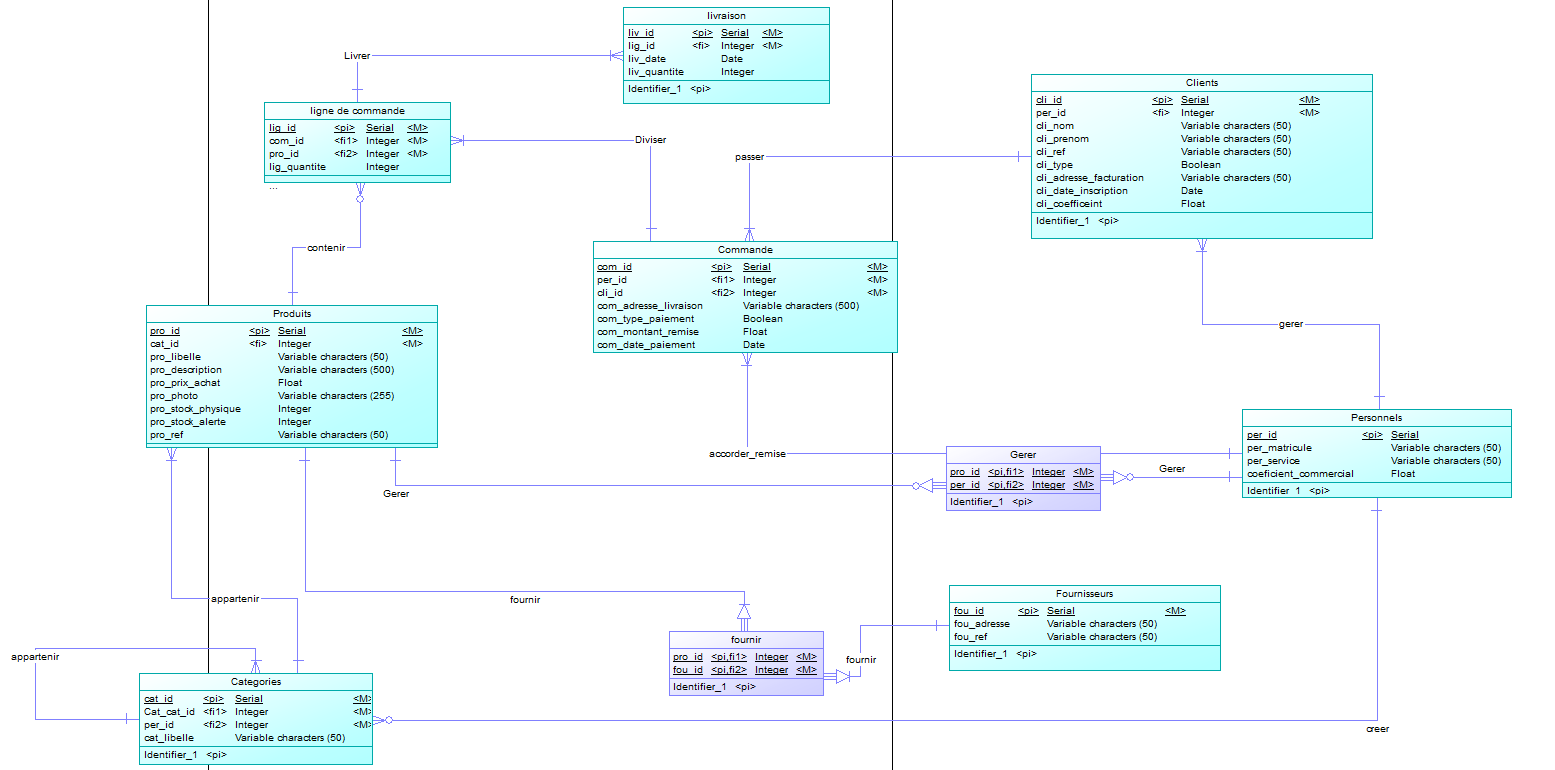 livraison
liv_id <pi> Serial <M>
lig_id <fi> Integer <M>
liv_date Date
liv_quantite Integer
Identifier_1 <pi>
Livrer
ligne de commande
lig_id <pi> Serial <M>
com_id <fi1> Integer <M>
pro_id <fi2> Integer <M>
lig_quantite Integer
...
Diviser
passer
Clients
cli_id <pi> Serial <M>
per_id <fi> Integer <M>
cli_nom Variable characters (50)
cli_prenom Variable characters (50)
cli_ref Variable characters (50)
cli_type Boolean
cli_adresse_facturation Variable characters (50)
cli_date_inscription Date
cli_coefficeint Float
Identifier_1 <pi>
contenir
Commande
com_id <pi> Serial <M>
per_id <fi1> Integer <M>
cli_id <fi2> Integer <M>
com_adresse_livraison Variable characters (500)
com_type_paiement Boolean
com_montant_remise Float
com_date_paiement Date
Produits
pro_id <pi> Serial <M>
cat_id <fi> Integer <M>
pro_libelle Variable characters (50)
pro_description Variable characters (500)
pro_prix_achat Float
pro_photo Variable characters (255)
pro_stock_physique Integer
pro_stock_alerte Integer
pro_ref Variable characters (50)
gerer
Personnels
per_id <pi> Serial
per_matricule Variable characters (50)
per_service Variable characters (50)
coeficient_commercial Float
Identifier_1 <pi>
accorder_remise
Gerer
pro_id <pi,fi1> Integer <M>
per_id <pi,fi2> Integer <M>
Identifier_1 <pi>
Gerer
Gerer
appartenir
fournir
Fournisseurs
fou_id <pi> Serial <M>
fou_adresse Variable characters (50)
fou_ref Variable characters (50)
Identifier_1 <pi>
fournir
pro_id <pi,fi1> Integer <M>
fou_id <pi,fi2> Integer <M>
Identifier_1 <pi>
fournir
appartenir
Categories
cat_id <pi> Serial <M>
Cat_cat_id <fi1> Integer <M>
per_id <fi2> Integer <M>
cat_libelle Variable characters (50)
Identifier_1 <pi>
creer